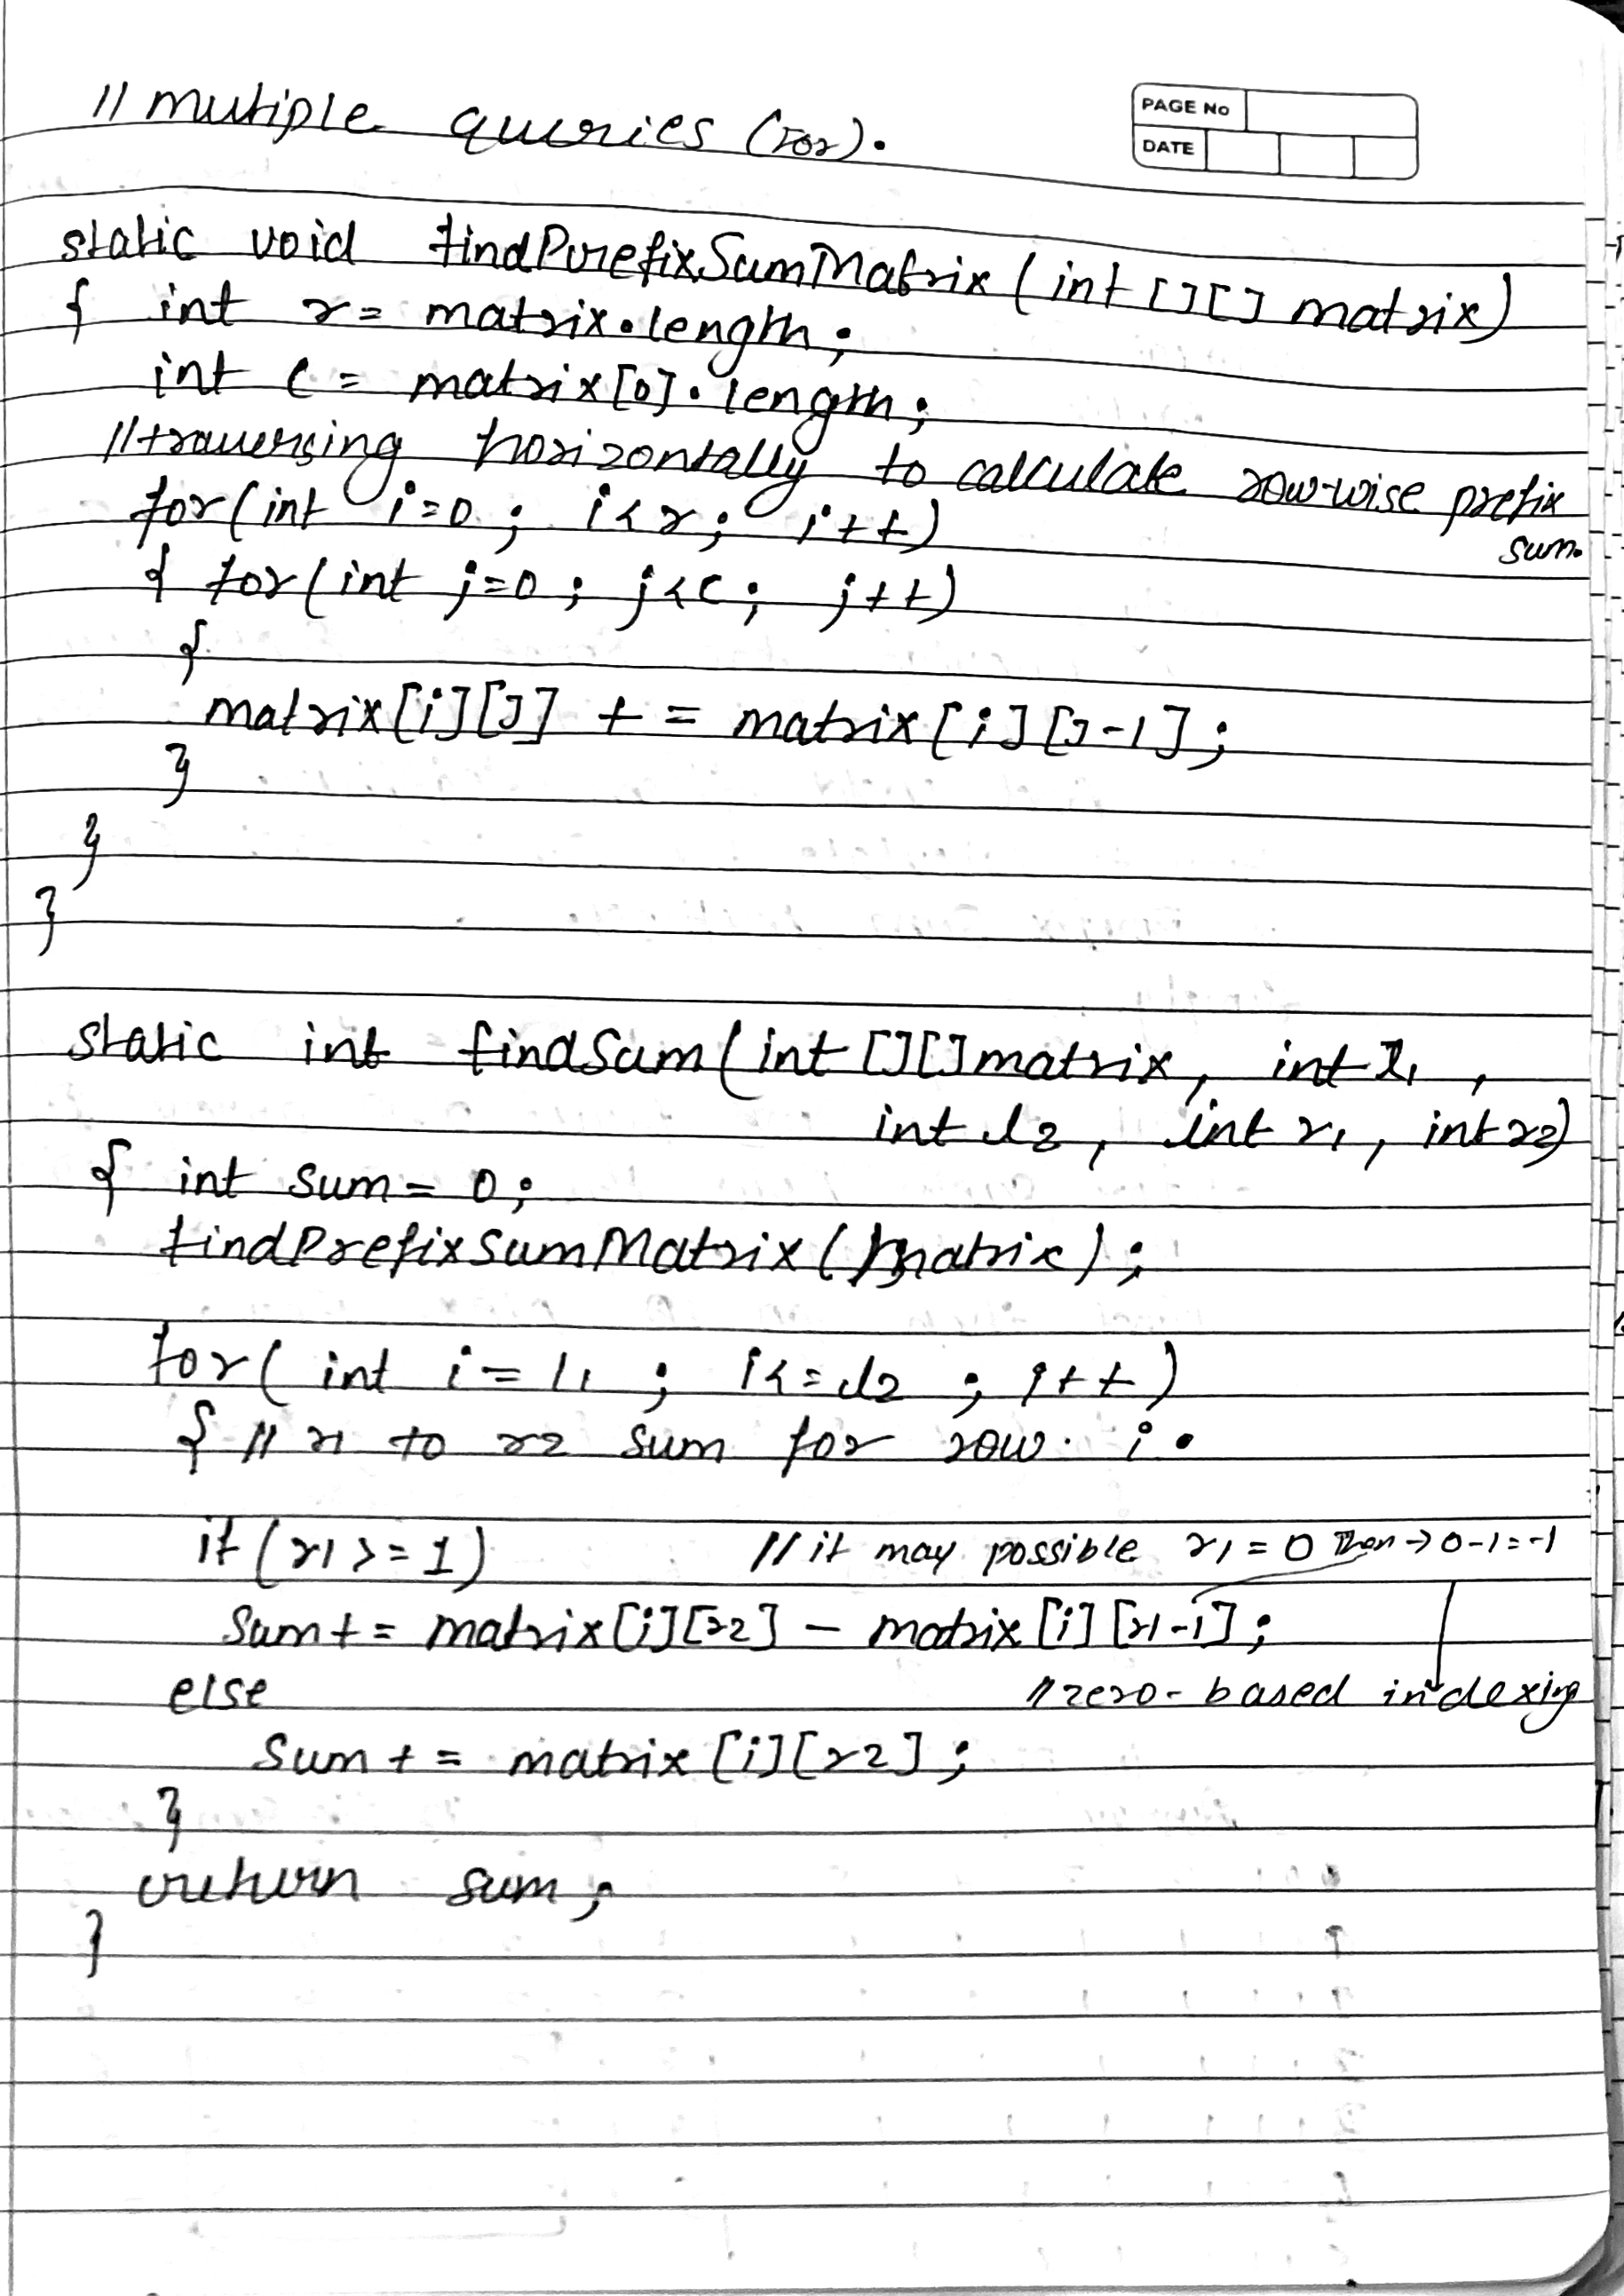 // mutiple queries (For).
PAGE No
DATE
static void findPrefixSumMatrix (int [][] matrix)
{ int r = matrix.length;
int c = matrix[0].length;
//traversing horizontally to calculate row-wise prefix
sum.
for(int i=0; i<r; i++)
{ for(int j=0; j<c; j++)
{
matrix[i][j] += matrix[i][j-1];
}
}
}
static int findSum(int [][]matrix, int l1,
int l2, int r1, int r2)
{ int sum = 0;
findPrefixSumMatrix(matrix);
for( int i = l1; i<=l2; i++)
{ // r1 to r2 sum for row. i.
if (r1 >= 1) // it may possible r1 = 0 Then → 0-1=-1
Sum += matrix[i][r2] - matrix[i][r1-1];
else //zero-based indexing
Sum += matrix[i][r2];
}
return sum;
}